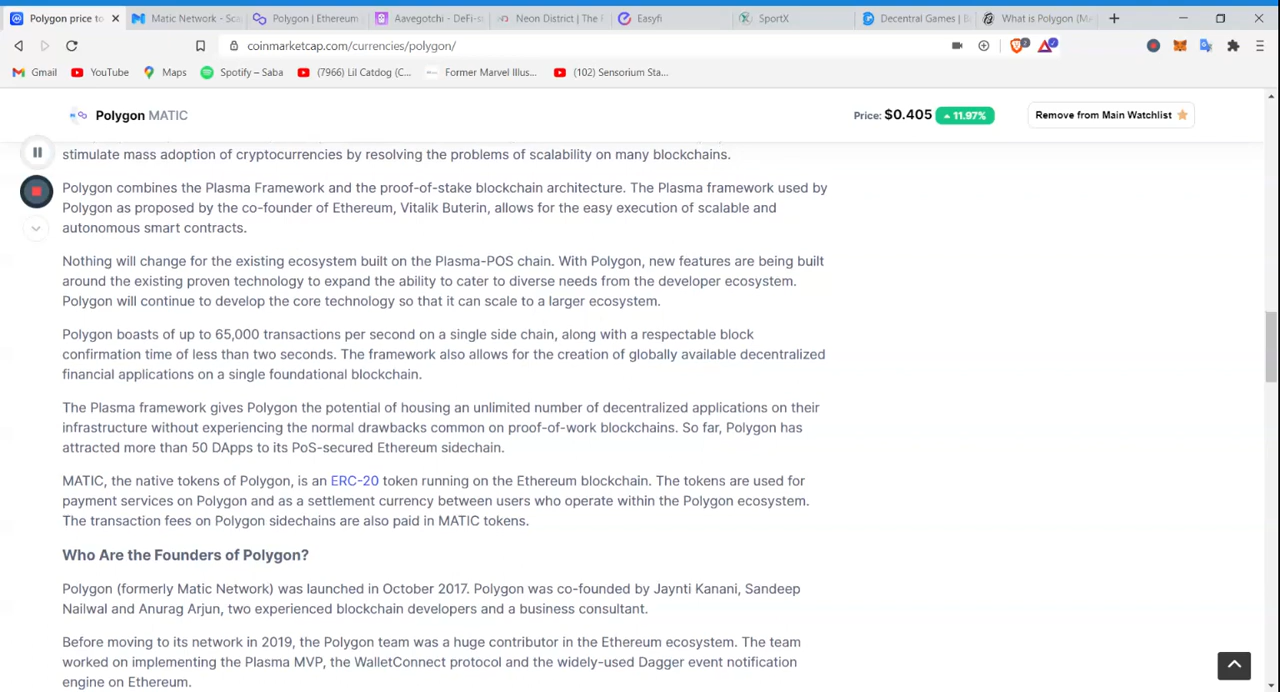 Polygon price to
Matic Network - Sca
Polygon | Ethereum
Aavegotchi - DeFi-s
Neon District | The F
Easyfi
SportX
Decentral Games | B
What is Polygon (MA
coinmarketcap.com/currencies/polygon/
2
Gmail
YouTube
Maps
Spotify – Saba
(7966) Lil Catdog (C...
Former Marvel Illus...
(102) Sensorium Sta...
Polygon MATIC
Price: $0.405
11.97%
Remove from Main Watchlist
stimulate mass adoption of cryptocurrencies by resolving the problems of scalability on many blockchains.
Polygon combines the Plasma Framework and the proof-of-stake blockchain architecture. The Plasma framework used by
Polygon as proposed by the co-founder of Ethereum, Vitalik Buterin, allows for the easy execution of scalable and
autonomous smart contracts.
Nothing will change for the existing ecosystem built on the Plasma-POS chain. With Polygon, new features are being built
around the existing proven technology to expand the ability to cater to diverse needs from the developer ecosystem.
Polygon will continue to develop the core technology so that it can scale to a larger ecosystem.
Polygon boasts of up to 65,000 transactions per second on a single side chain, along with a respectable block
confirmation time of less than two seconds. The framework also allows for the creation of globally available decentralized
financial applications on a single foundational blockchain.
The Plasma framework gives Polygon the potential of housing an unlimited number of decentralized applications on their
infrastructure without experiencing the normal drawbacks common on proof-of-work blockchains. So far, Polygon has
attracted more than 50 DApps to its PoS-secured Ethereum sidechain.
MATIC, the native tokens of Polygon, is an ERC-20 token running on the Ethereum blockchain. The tokens are used for
payment services on Polygon and as a settlement currency between users who operate within the Polygon ecosystem.
The transaction fees on Polygon sidechains are also paid in MATIC tokens.
Who Are the Founders of Polygon?
Polygon (formerly Matic Network) was launched in October 2017. Polygon was co-founded by Jaynti Kanani, Sandeep
Nailwal and Anurag Arjun, two experienced blockchain developers and a business consultant.
Before moving to its network in 2019, the Polygon team was a huge contributor in the Ethereum ecosystem. The team
worked on implementing the Plasma MVP, the WalletConnect protocol and the widely-used Dagger event notification
engine on Ethereum.